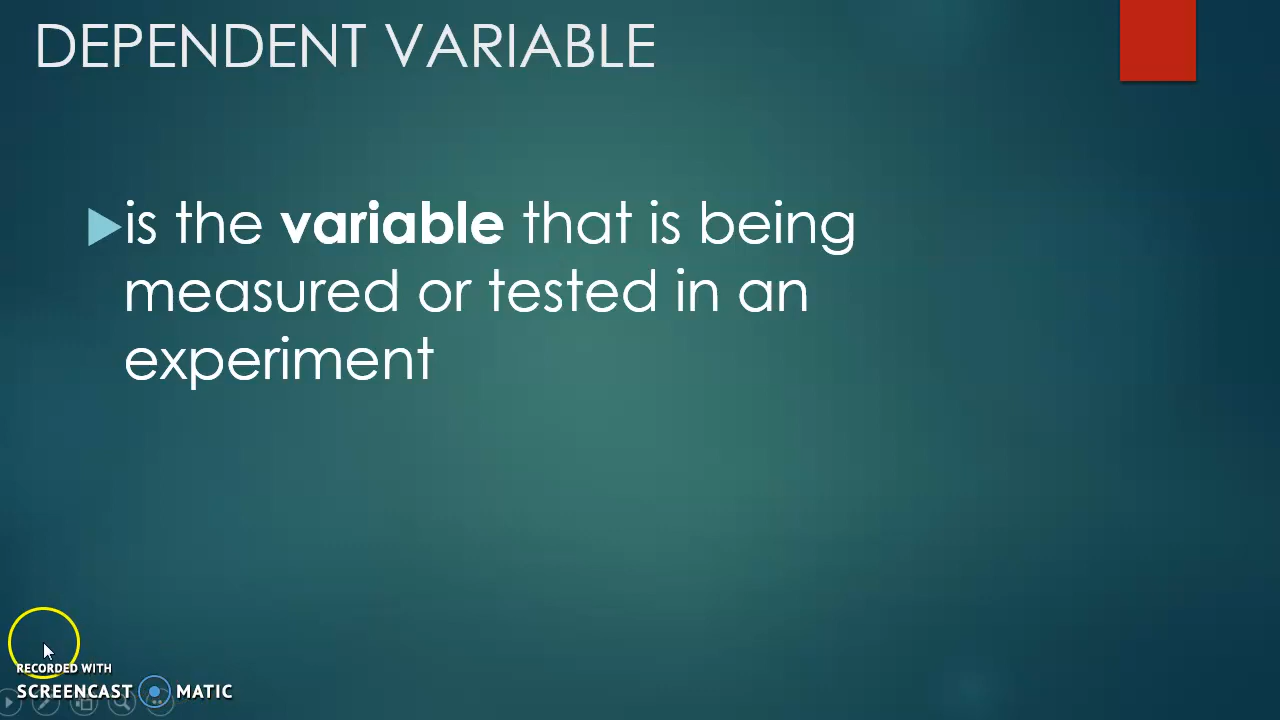 DEPENDENT VARIABLE
is the variable that is being
measured or tested in an
experiment
RECORDED WITH
SCREENCAST MATIC